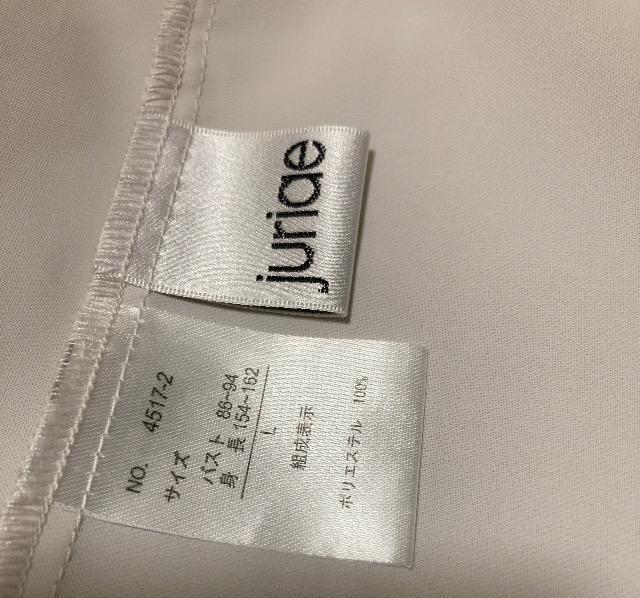 juriae
NO. 4517-2
サイズ
バスト 86~94
身 長 154~162
L
組成表示
ポリエステル 100%